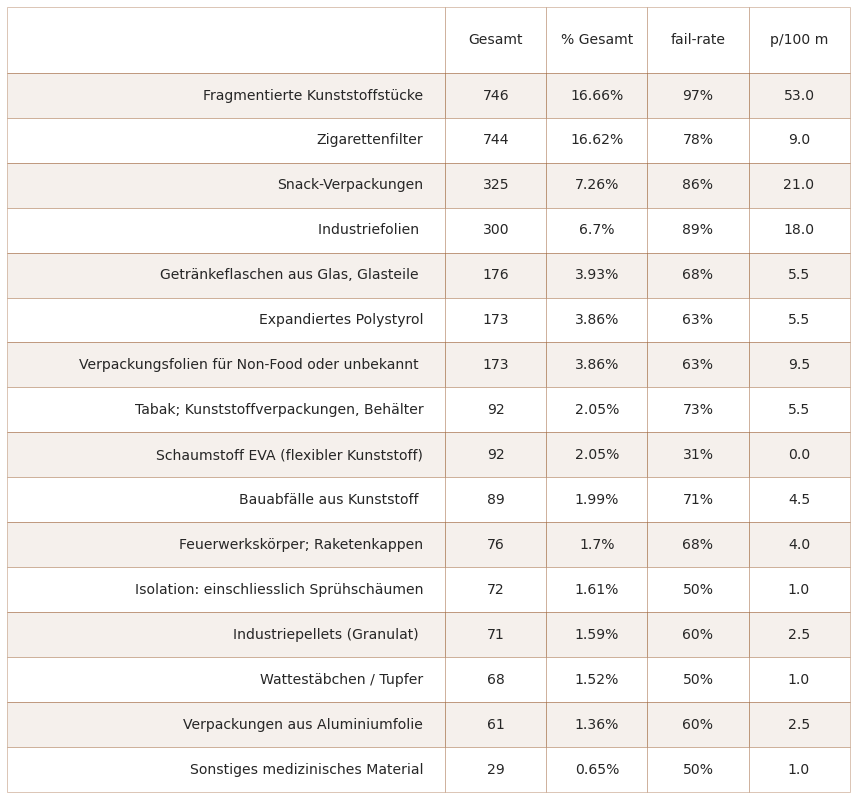 Gesamt % Gesamt fail-rate p/100 m
Fragmentierte Kunststoffstücke 746 16.66% 97% 53.0
Zigarettenfilter 744 16.62% 78% 9.0
Snack-Verpackungen 325 7.26% 86% 21.0
Industriefolien 300 6.7% 89% 18.0
Getränkeflaschen aus Glas, Glasteile 176 3.93% 68% 5.5
Expandiertes Polystyrol 173 3.86% 63% 5.5
Verpackungsfolien für Non-Food oder unbekannt 173 3.86% 63% 9.5
Tabak; Kunststoffverpackungen, Behälter 92 2.05% 73% 5.5
Schaumstoff EVA (flexibler Kunststoff) 92 2.05% 31% 0.0
Bauabfälle aus Kunststoff 89 1.99% 71% 4.5
Feuerwerkskörper; Raketenkappen 76 1.7% 68% 4.0
Isolation: einschliesslich Sprühschäumen 72 1.61% 50% 1.0
Industriepellets (Granulat) 71 1.59% 60% 2.5
Wattestäbchen / Tupfer 68 1.52% 50% 1.0
Verpackungen aus Aluminiumfolie 61 1.36% 60% 2.5
Sonstiges medizinisches Material 29 0.65% 50% 1.0